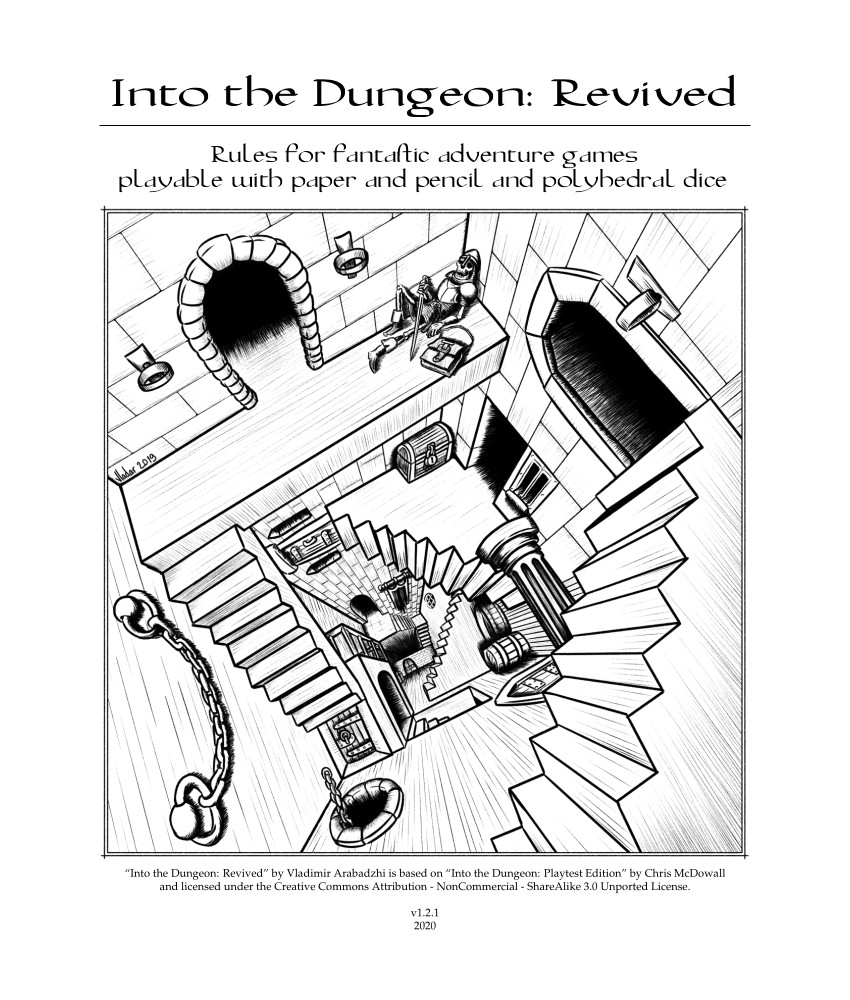 Into the Dungeon: Revived
Rules for fantastic adventure games
playable with paper and pencil and polyhedral dice
Vladar 2019
“Into the Dungeon: Revived” by Vladimir Arabadzhi is based on “Into the Dungeon: Playtest Edition” by Chris McDowall
and licensed under the Creative Commons Attribution - NonCommercial - ShareAlike 3.0 Unported License.
v1.2.1
2020